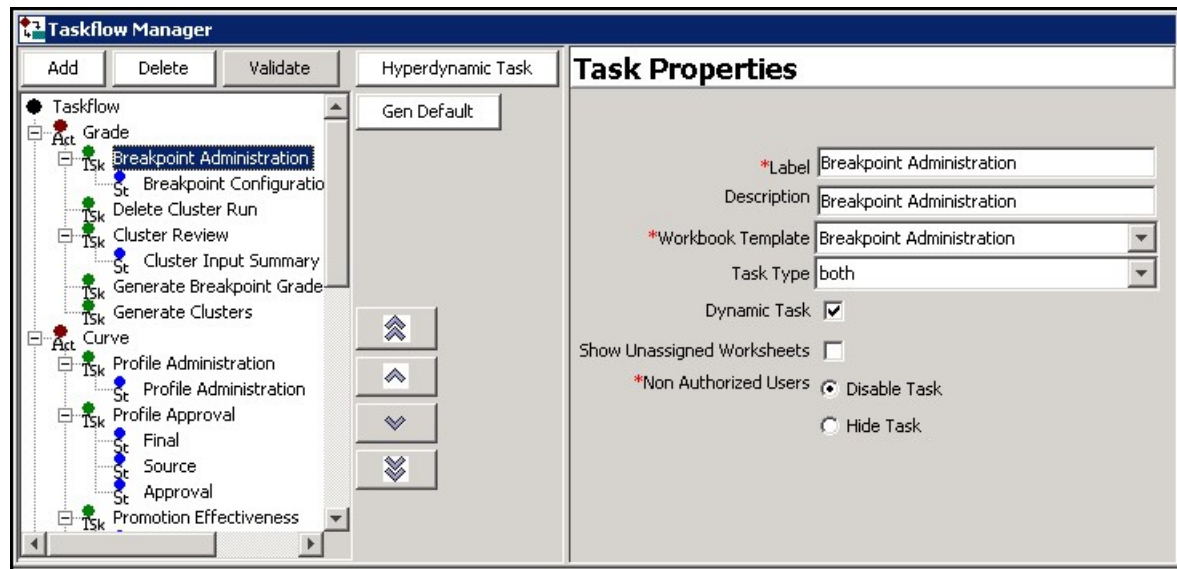 Taskflow Manager
Add Delete Validate Hyperdynamic Task
Gen Default
Taskflow
Act Grade
Tsk Breakpoint Administration
St Breakpoint Configuratio
Tsk Delete Cluster Run
Tsk Cluster Review
St Cluster Input Summary
Tsk Generate Breakpoint Grade
Tsk Generate Clusters
Act Curve
Tsk Profile Administration
St Profile Administration
Tsk Profile Approval
St Final
St Source
St Approval
Tsk Promotion Effectiveness
Task Properties
*Label Breakpoint Administration
Description Breakpoint Administration
*Workbook Template Breakpoint Administration
Task Type both
Dynamic Task
Show Unassigned Worksheets
*Non Authorized Users Disable Task
Hide Task